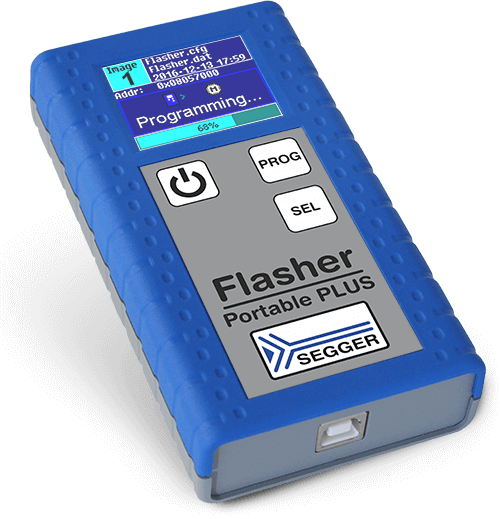 Image
1
Flasher.cfg
Flasher.dat
2016-12-13 17:59
Addr: 0x08057000
Programming...
68%
PROG
SEL
Flasher
Portable PLUS
SEGGER